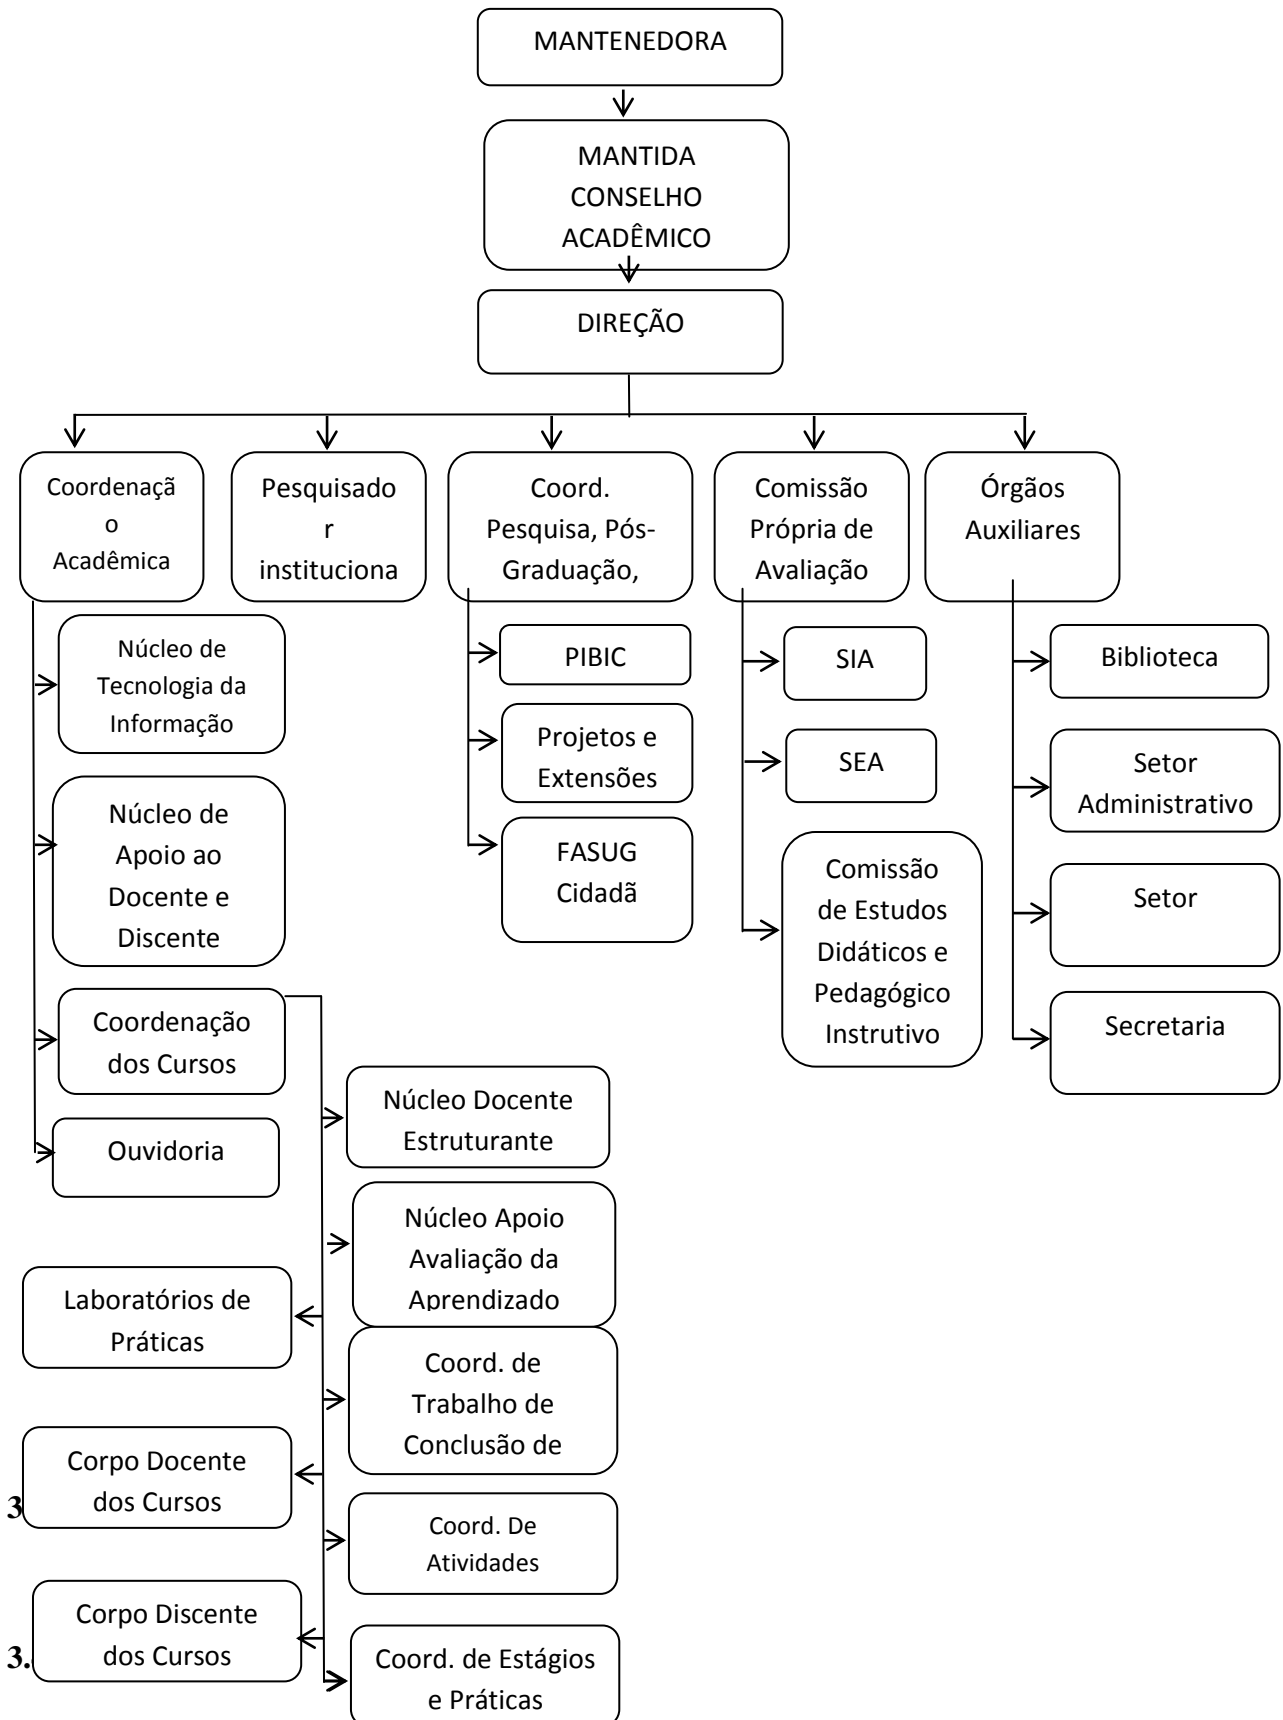 MANTENEDORA
MANTIDA
CONSELHO
ACADÊMICO
DIREÇÃO
Coordenaçã
o
Acadêmica
Pesquisado
r
instituciona
Coord.
Pesquisa, Pós-
Graduação,
Comissão
Própria de
Avaliação
Órgãos
Auxiliares
Núcleo de
Tecnologia da
Informação
Núcleo de
Apoio ao
Docente e
Discente
Coordenação
dos Cursos
Ouvidoria
PIBIC
Projetos e
Extensões
FASUG
Cidadã
SIA
SEA
Comissão
de Estudos
Didáticos e
Pedagógico
Instrutivo
Biblioteca
Setor
Administrativo
Setor
Secretaria
Núcleo Docente
Estruturante
Núcleo Apoio
Avaliação da
Aprendizado
Laboratórios de
Práticas
Coord. de
Trabalho de
Conclusão de
Corpo Docente
dos Cursos
3
Coord. De
Atividades
Corpo Discente
dos Cursos
3.
Coord. de Estágios
e Práticas